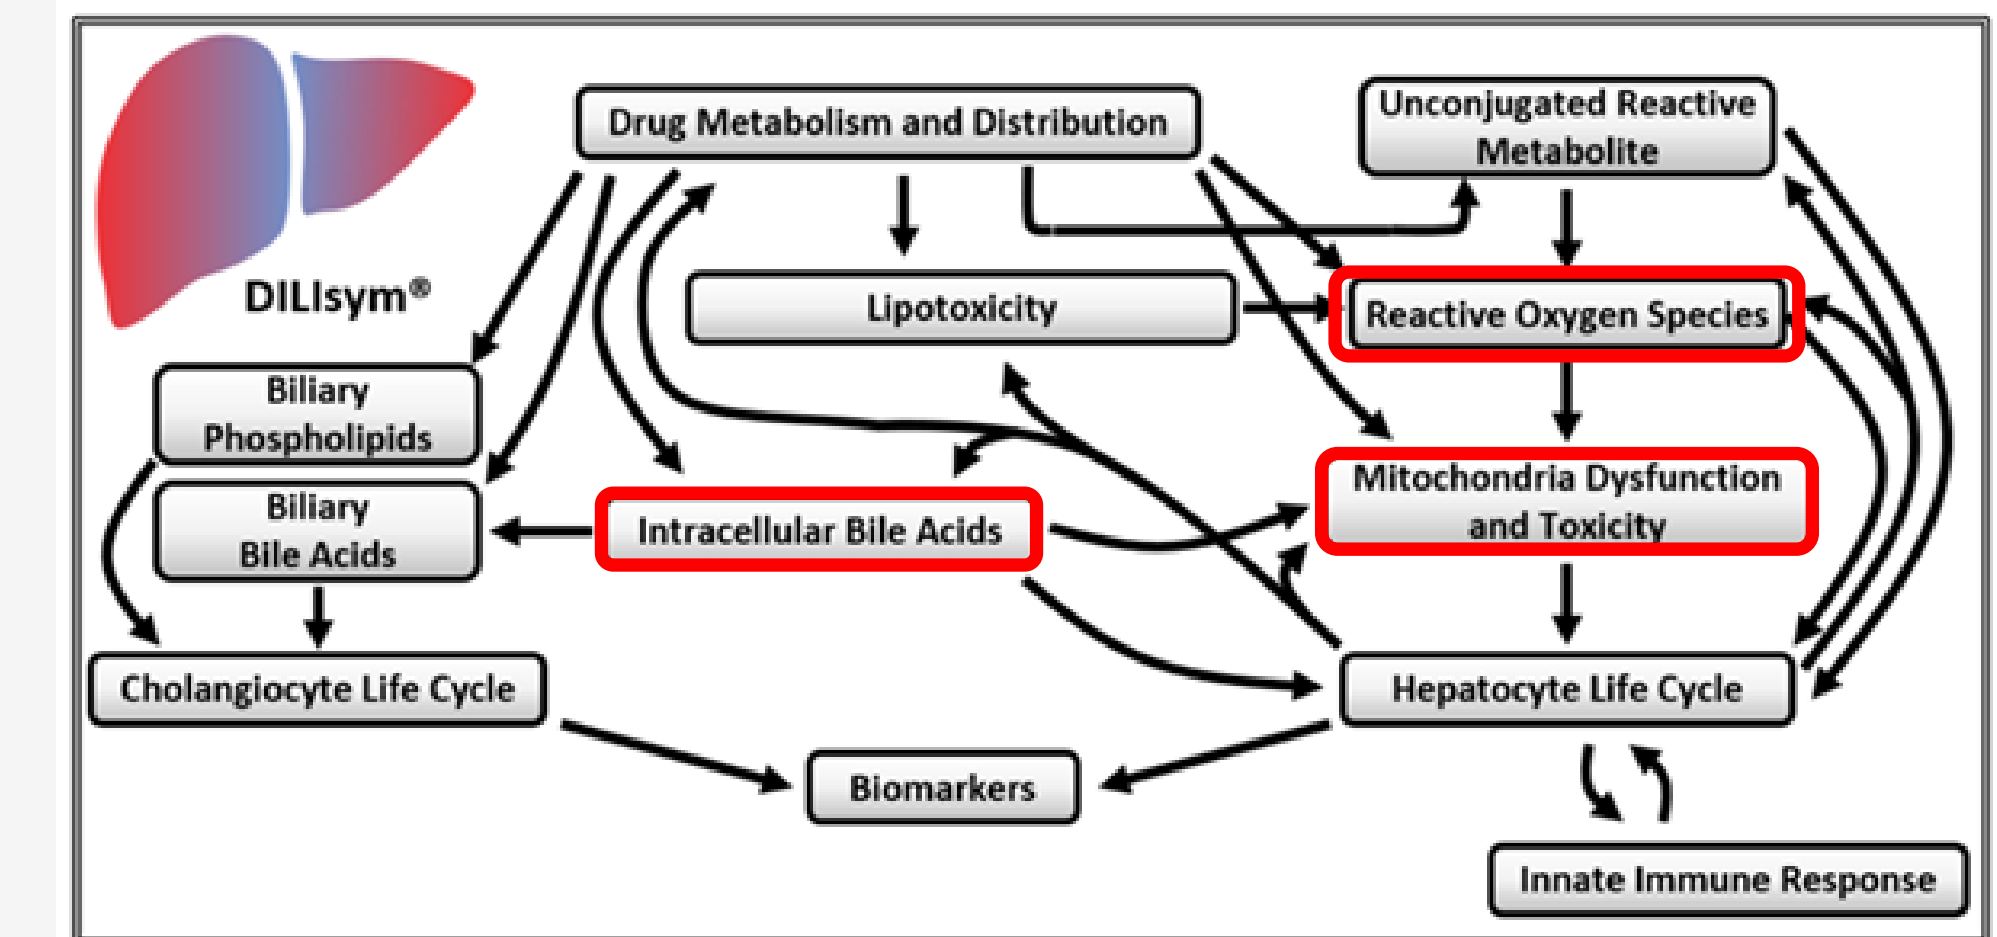 DILIsym®
Drug Metabolism and Distribution
Unconjugated Reactive
Metabolite
Lipotoxicity
Reactive Oxygen Species
Biliary
Phospholipids
Biliary
Bile Acids
Intracellular Bile Acids
Mitochondria Dysfunction
and Toxicity
Cholangiocyte Life Cycle
Hepatocyte Life Cycle
Biomarkers
Innate Immune Response